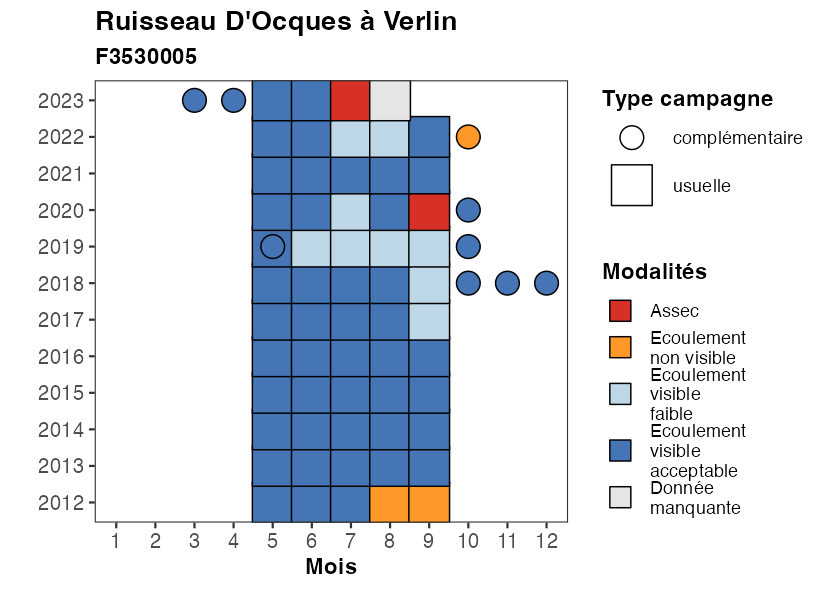 Ruisseau D'Ocques à Verlin
F3530005
2023
2022
2021
2020
2019
2018
2017
2016
2015
2014
2013
2012
1 2 3 4 5 6 7 8 9 10 11 12
Mois
Type campagne
complémentaire
usuelle
Modalités
Assec
Ecoulement
non visible
Ecoulement
visible
faible
Ecoulement
visible
acceptable
Donnée
manquante